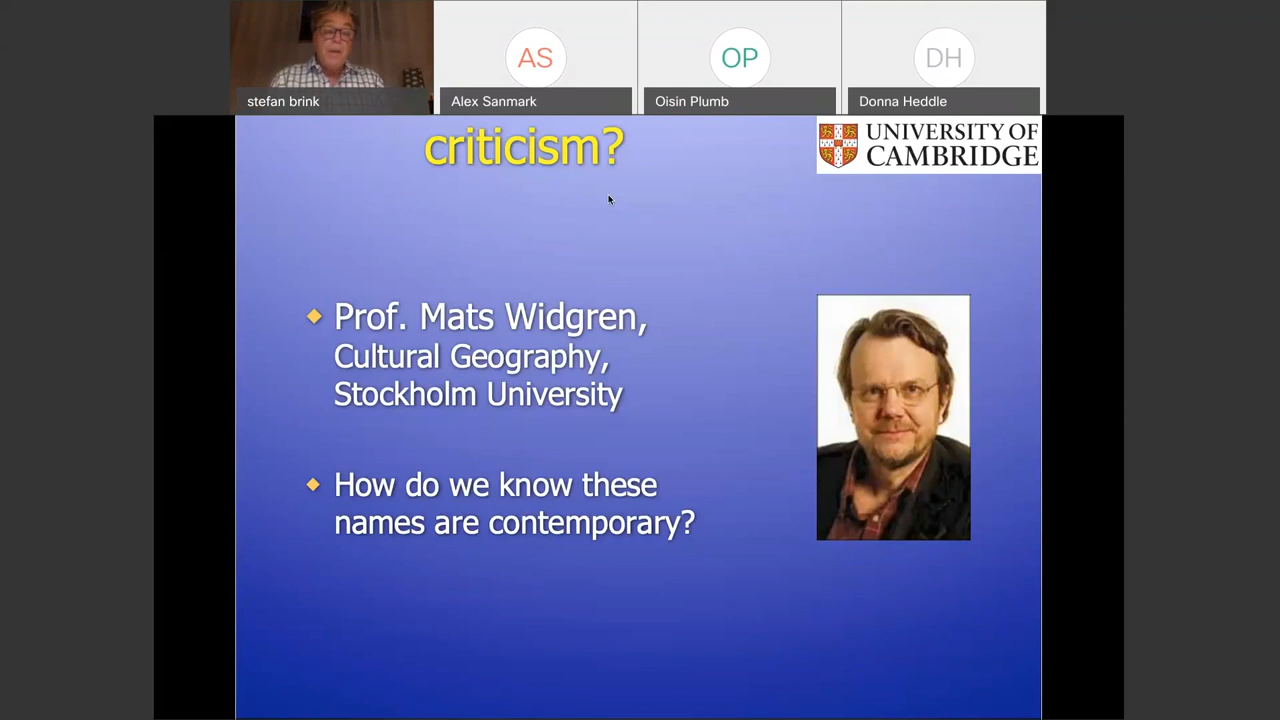 AS
OP
DH
stefan brink
Alex Sanmark
Oisin Plumb
Donna Heddle
criticism?
UNIVERSITY OF
CAMBRIDGE
Prof. Mats Widgren,
Cultural Geography,
Stockholm University
How do we know these
names are contemporary?